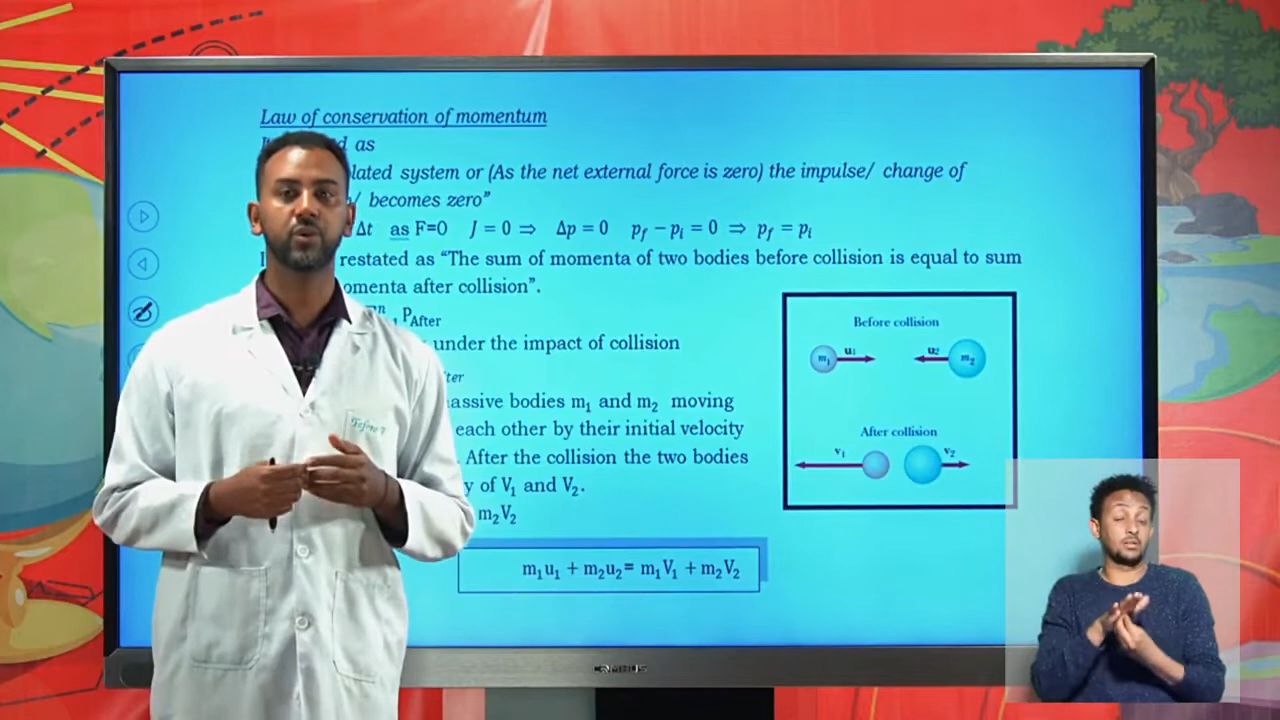 Law of conservation of momentum
as
system or (As the net external force is zero) the impulse/ change of
/ becomes zero”
Δt as F=0 J = 0 ⇒ Δp = 0 p_f − p_i = 0 ⇒ p_f = p_i
restated as “The sum of momenta of two bodies before collision is equal to sum
after collision”.
P_After
under the impact of collision
bodies m₁ and m₂ moving
each other by their initial velocity
. After the collision the two bodies
of V₁ and V₂.
m₂V₂
m₁u₁ + m₂u₂= m₁V₁ + m₂V₂
Before collision
m₁ u₁ u₂ m₂
After collision
v₁ v₂
CAMBUS